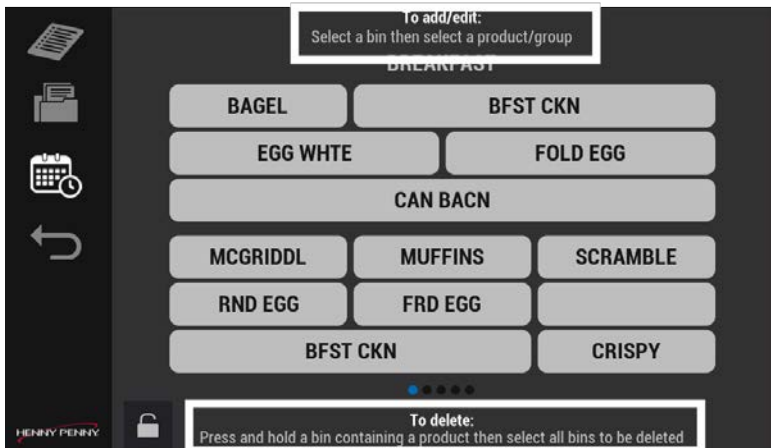 To add/edit:
Select a bin then select a product/group
BREAKFAST
BAGEL
BFST CKN
EGG WHTE
FOLD EGG
CAN BACN
MCGRIDDL
MUFFINS
SCRAMBLE
RND EGG
FRD EGG
BFST CKN
CRISPY
To delete:
Press and hold a bin containing a product then select all bins to be deleted
HENNY PENNY